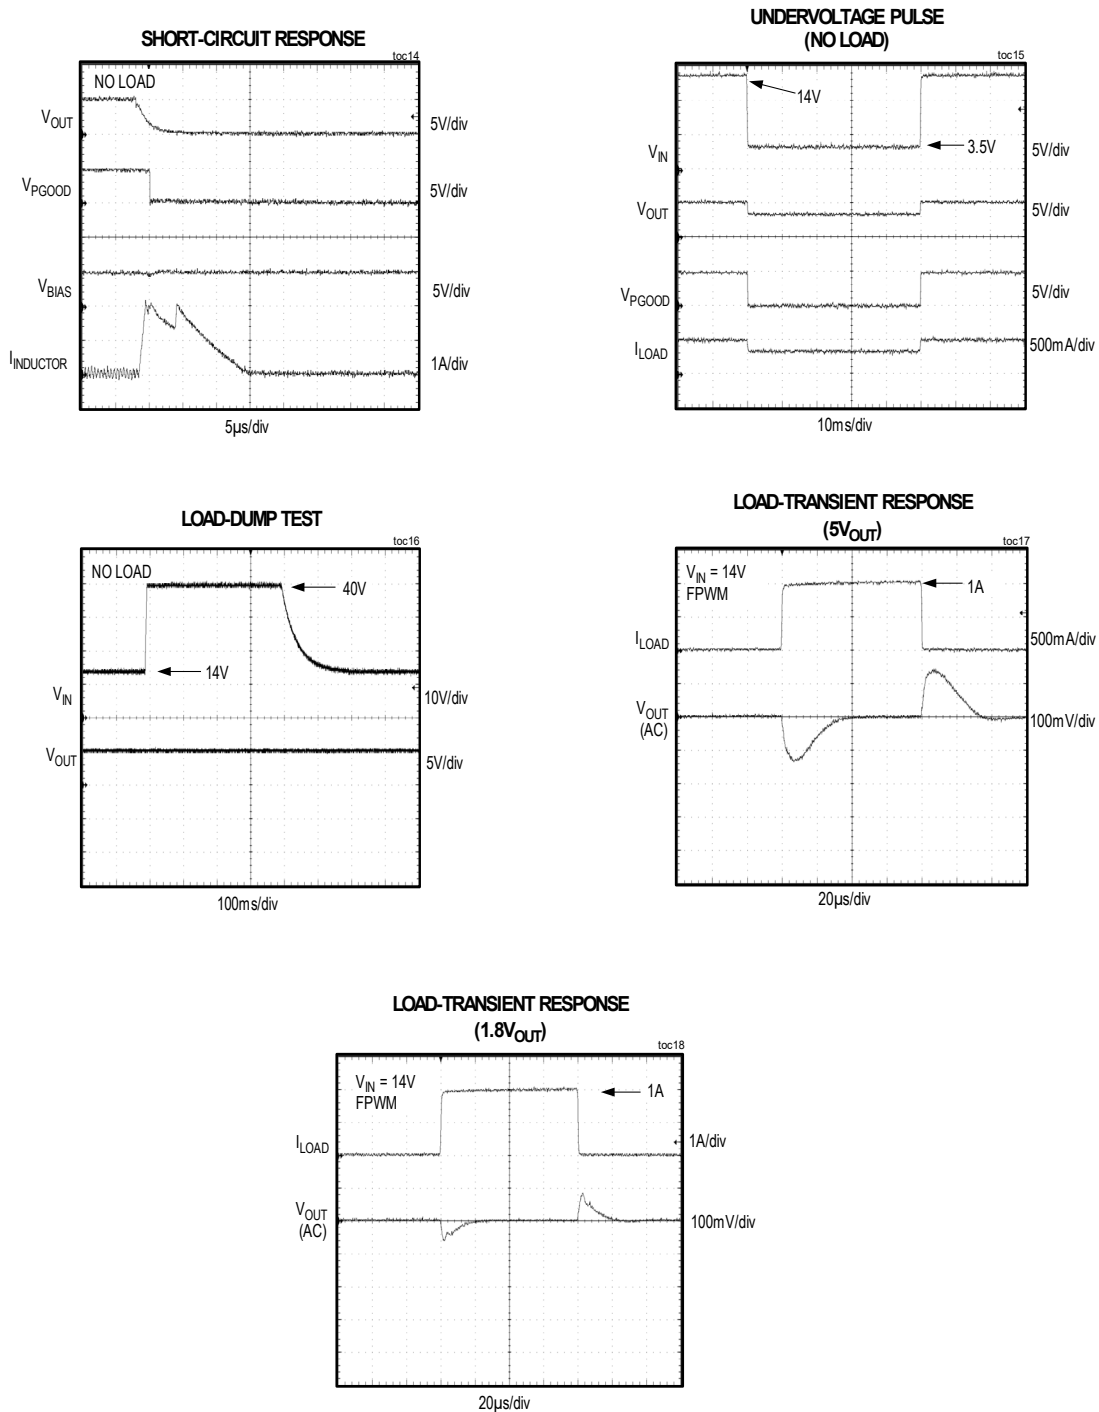 SHORT-CIRCUIT RESPONSE
toc14
NO LOAD
VOUT
5V/div
VPGOOD
5V/div
VBIAS
5V/div
IINDUCTOR
1A/div
5µs/div
UNDERVOLTAGE PULSE
(NO LOAD)
toc15
14V
VIN
3.5V
5V/div
VOUT
5V/div
VPGOOD
5V/div
ILOAD
500mA/div
10ms/div
LOAD-DUMP TEST
toc16
NO LOAD
40V
14V
VIN
10V/div
VOUT
5V/div
100ms/div
LOAD-TRANSIENT RESPONSE
(5VOUT)
toc17
VIN = 14V
FPWM
1A
ILOAD
500mA/div
VOUT
(AC)
100mV/div
20µs/div
LOAD-TRANSIENT RESPONSE
(1.8VOUT)
toc18
VIN = 14V
FPWM
1A
ILOAD
1A/div
VOUT
(AC)
100mV/div
20µs/div